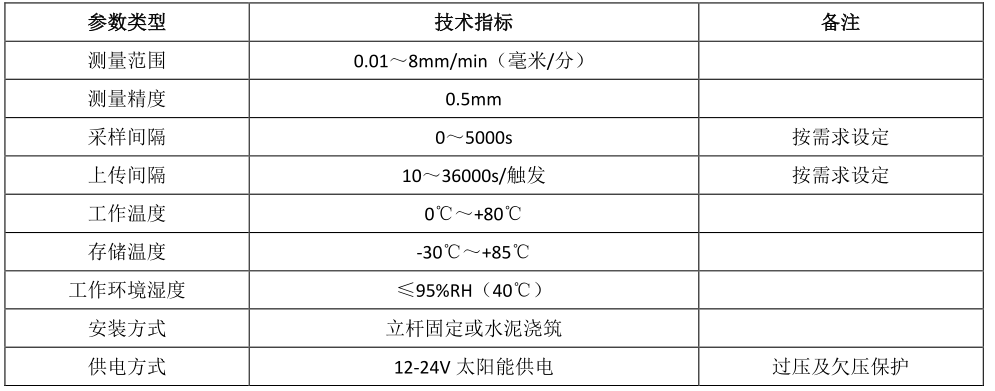 参数类型 技术指标 备注
测量范围 0.01～8mm/min（毫米/分）
测量精度 0.5mm
采样间隔 0～5000s 按需求设定
上传间隔 10～36000s/触发 按需求设定
工作温度 0℃～+80℃
存储温度 -30℃～+85℃
工作环境湿度 ≤95%RH（40℃）
安装方式 立杆固定或水泥浇筑
供电方式 12-24V 太阳能供电 过压及欠压保护